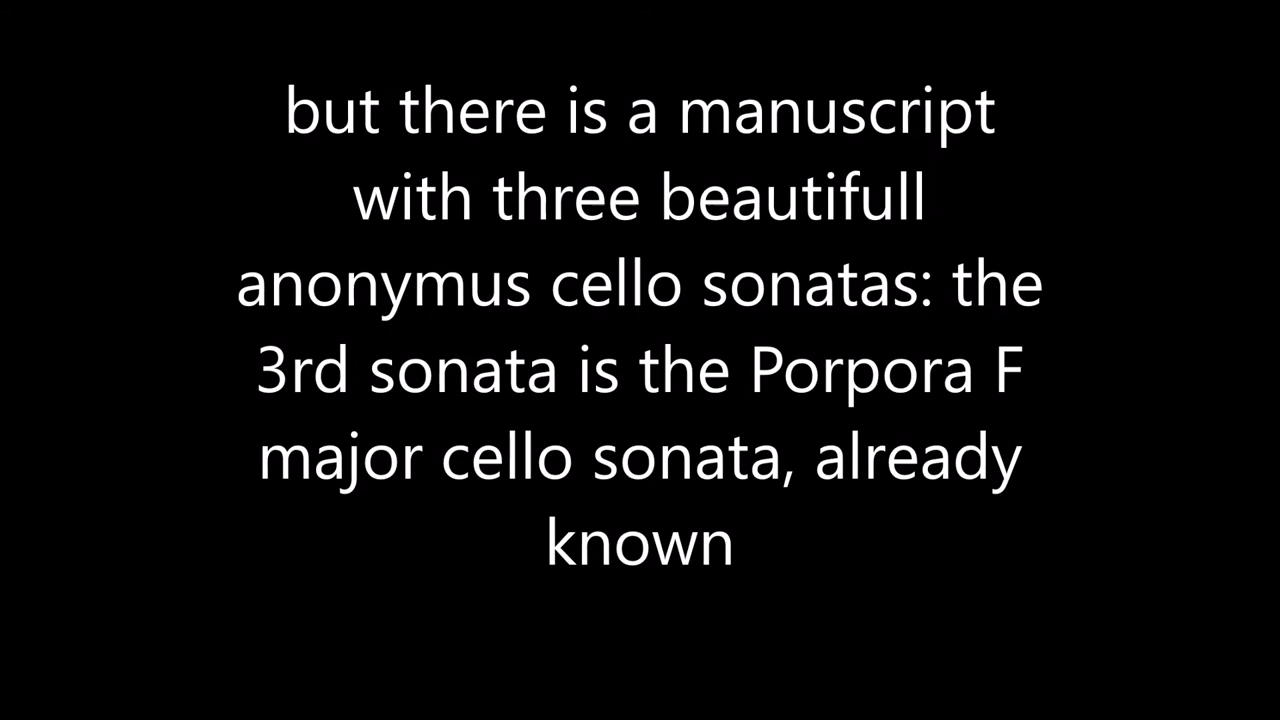 but there is a manuscript
with three beautifull
anonymus cello sonatas: the
3rd sonata is the Porpora F
major cello sonata, already
known